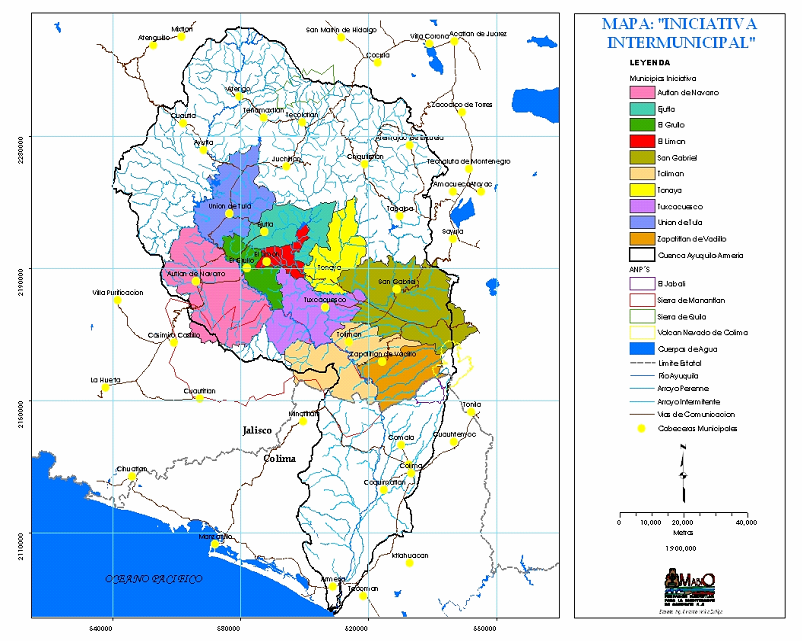 MAPA: "INICIATIVA
INTERMUNICIPAL"
LEYENDA
Municipios Iniciativa
Autlan de Navarro
Ejutla
El Grullo
El Limon
San Gabriel
Toliman
Tonaya
Tuxcacuesco
Union de Tula
Zapotitlan de Vadillo
Cuenca Ayuquila-Armeria
ANP'S
El Jabali
Sierra de Manantlan
Sierra de Quila
Volcan Nevado de Colima
Cuerpos de Agua
Limite Estatal
Rio Ayuquila
Arroyo Perenne
Arroyo Intermitente
Vias de Comunicacion
Cabeceras Municipales
0 10,000 20,000 40,000
Metros
1:900,000
Mixtlan
Atenguillo
San Martin de Hidalgo
Villa Corona
Acatlan de Juarez
Cocula
Atengo
Tenamaxtlan
Tecolotlan
Zacoalco de Torres
Cuautla
Ayutla
Juchitlan
Chiquilistlan
Atemajac de Brizuela
Techaluta de Montenegro
Amacueca
Atoyac
Union de Tula
Tapalpa
Ejutla
Sayula
El Grullo
El Limon
Tonaya
Autlan de Navarro
San Gabriel
Villa Purificacion
Tuxcacuesco
Casimiro Castillo
Toliman
Zapotitlan de Vadillo
La Huerta
Cuautitlan
Minatitlan
Tonila
Jalisco
Colima
Comala
Cuauhtemoc
Colima
Coquimatlan
Cihuatlan
Manzanillo
Ixtlahuacan
OCEANO PACIFICO
Armeria
Tecoman
2200000
2180000
2110000
540000
580000
620000
660000